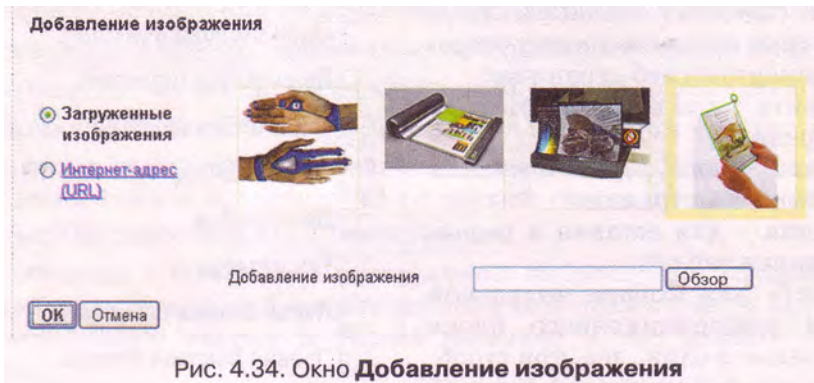 Добавление изображения
Загруженные
изображения
Интернет-адрес
(URL)
Добавление изображения
Обзор
OK
Отмена
Рис. 4.34. Окно Добавление изображения